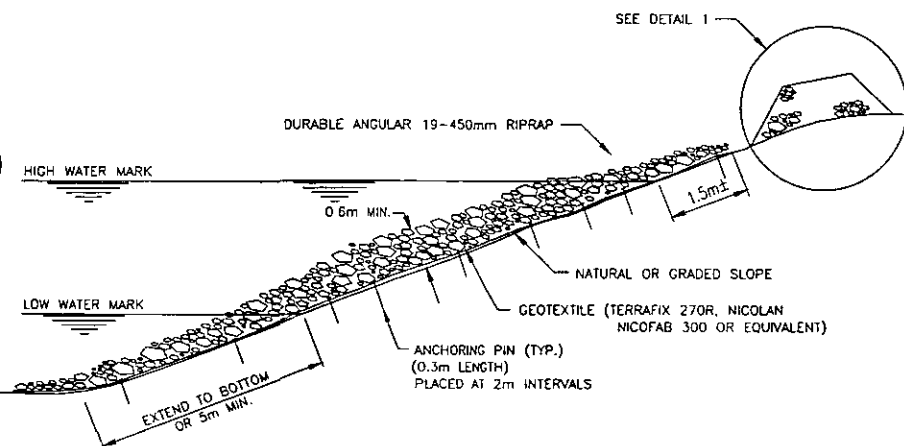 SEE DETAIL 1
DURABLE ANGULAR 19-450mm RIPRAP
HIGH WATER MARK
0.6m MIN.
1.5m±
NATURAL OR GRADED SLOPE
LOW WATER MARK
GEOTEXTILE (TERRAFIX 270R, NICOLAN
NICOFAB 300 OR EQUIVALENT)
ANCHORING PIN (TYP.)
(0.3m LENGTH)
PLACED AT 2m INTERVALS
EXTEND TO BOTTOM
OR 5m MIN.